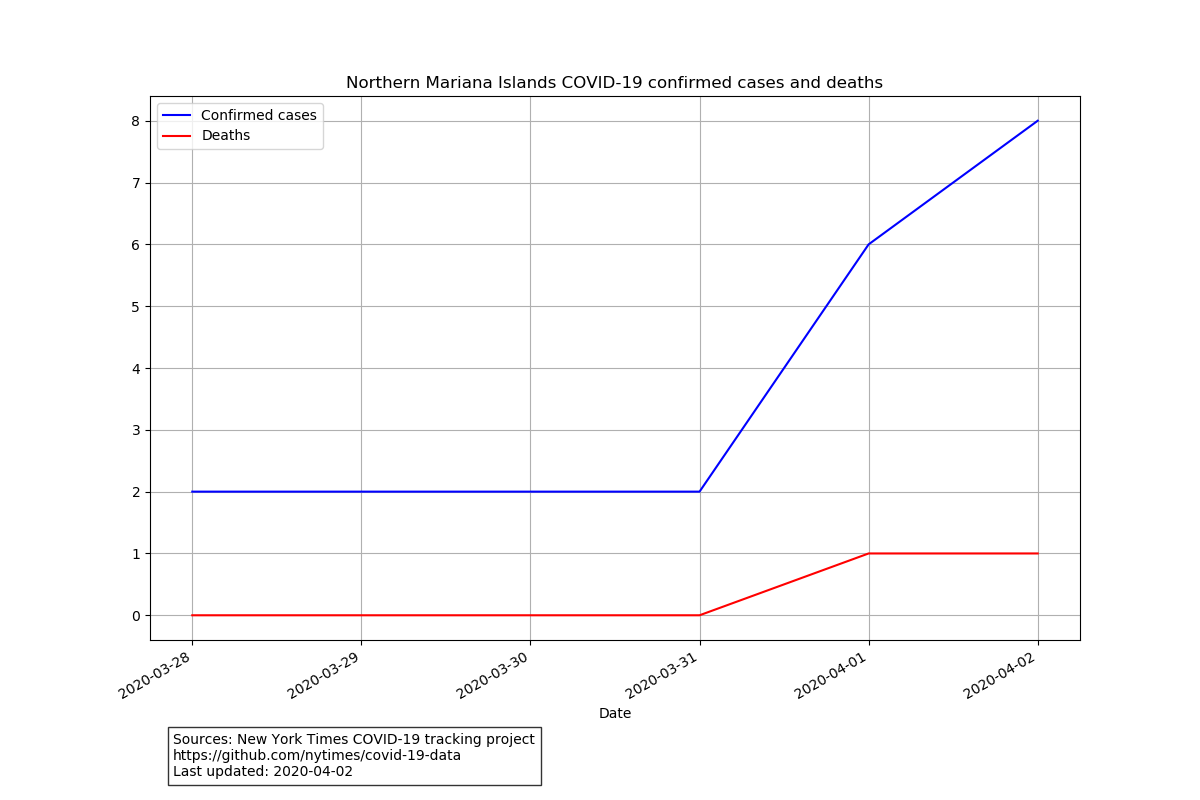 Northern Mariana Islands COVID-19 confirmed cases and deaths
Confirmed cases
Deaths
8
7
6
5
4
3
2
1
0
2020-03-28
2020-03-29
2020-03-30
2020-03-31
2020-04-01
2020-04-02
Date
Sources: New York Times COVID-19 tracking project
https://github.com/nytimes/covid-19-data
Last updated: 2020-04-02